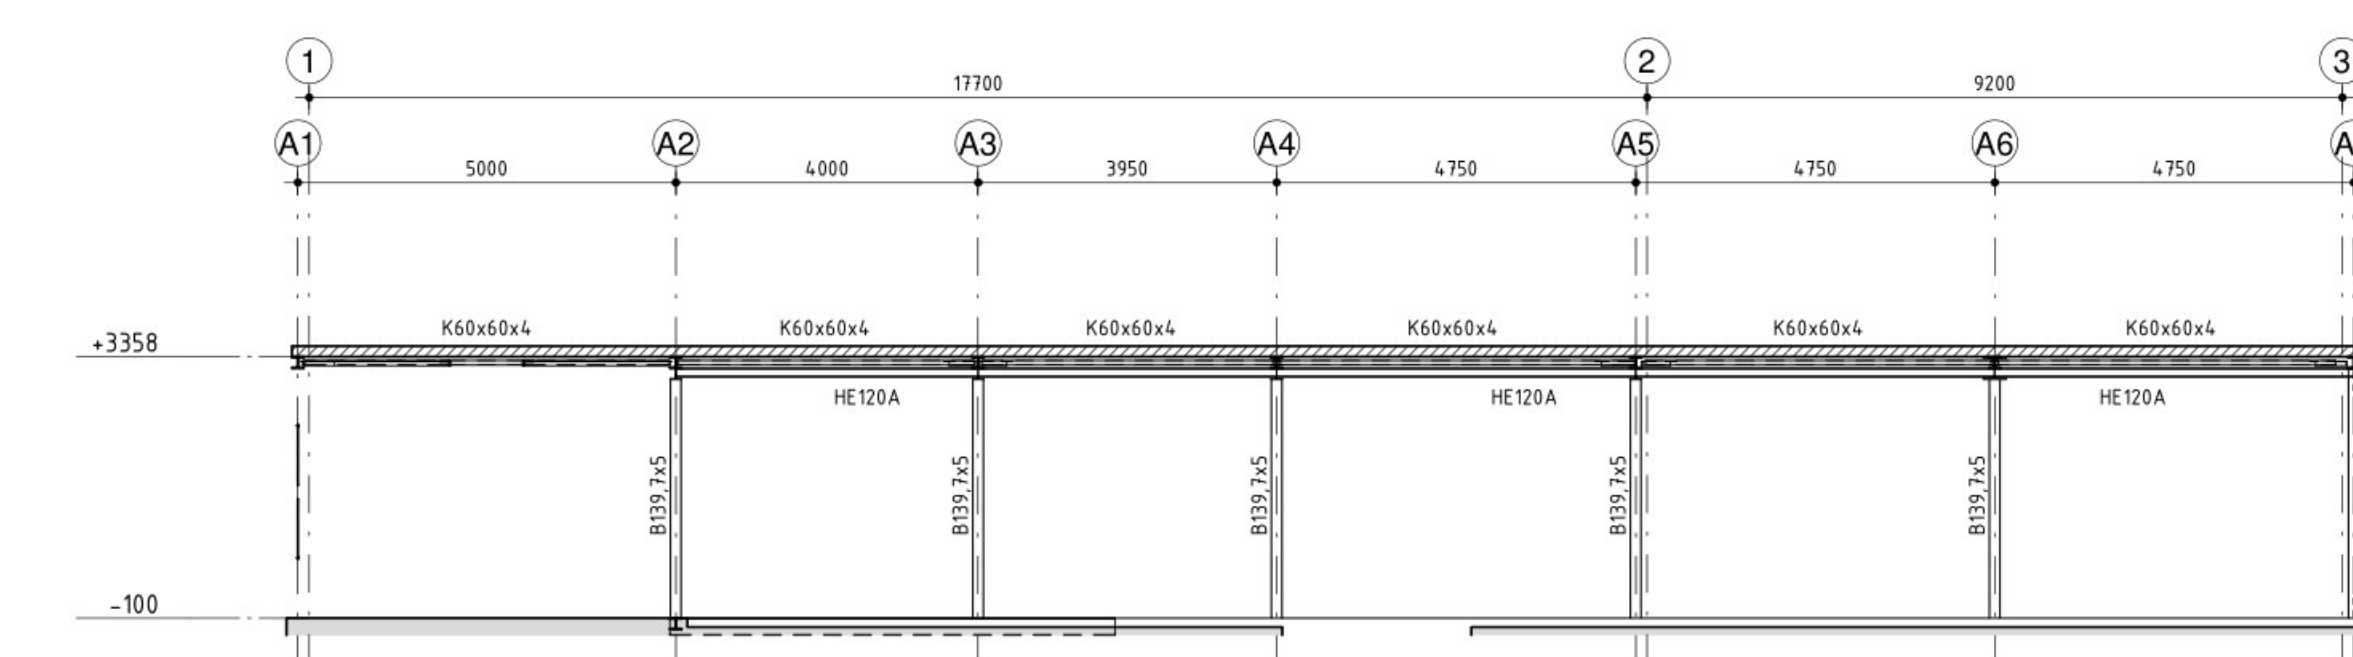 1 2 3
17700 9200
A1 A2 A3 A4 A5 A6 A
5000 4000 3950 4750 4750 4750
K60x60x4 K60x60x4 K60x60x4 K60x60x4 K60x60x4 K60x60x4
+3358
HE120A HE120A HE120A
B139,7x5 B139,7x5 B139,7x5 B139,7x5 B139,7x5
-100